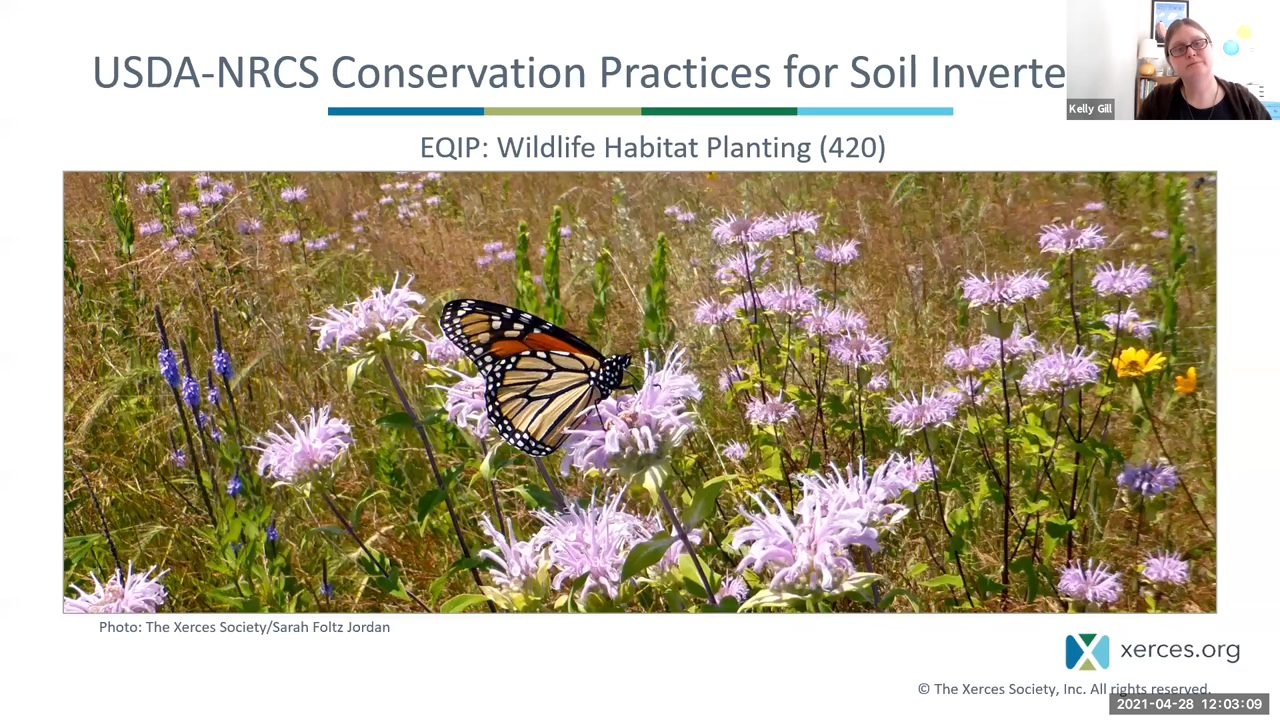 USDA-NRCS Conservation Practices for Soil Inverte
Kelly Gill
EQIP: Wildlife Habitat Planting (420)
Photo: The Xerces Society/Sarah Foltz Jordan
xerces.org
© The Xerces Society, Inc. All rights reserved.
2021-04-28 12:03:09